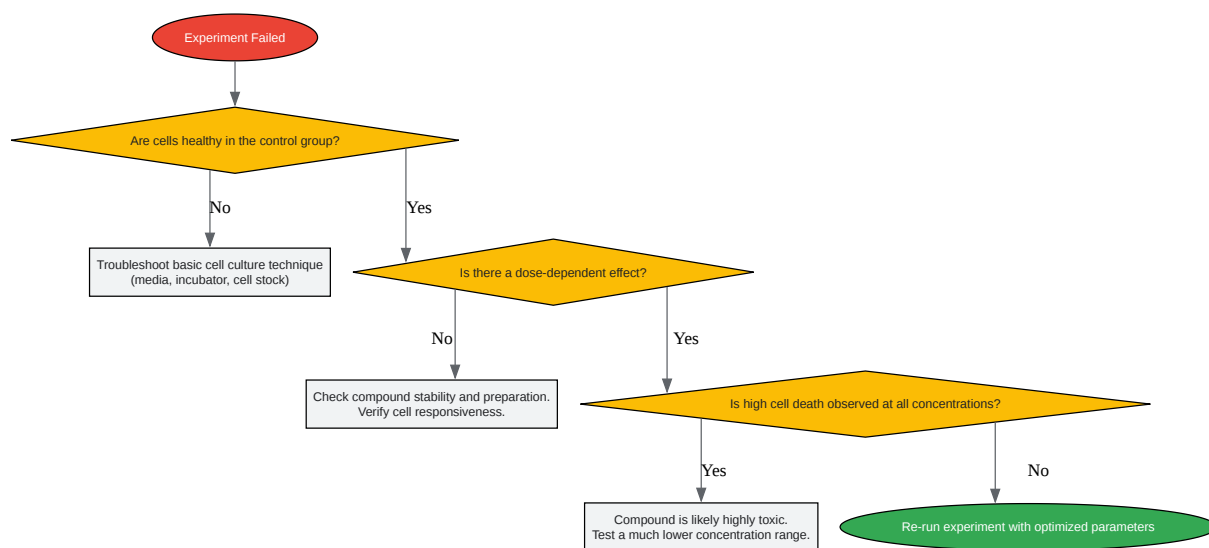 Experiment Failed
Are cells healthy in the control group?
No
Yes
Troubleshoot basic cell culture technique
(media, incubator, cell stock)
Is there a dose-dependent effect?
No
Yes
Check compound stability and preparation.
Verify cell responsiveness.
Is high cell death observed at all concentrations?
Yes
No
Compound is likely highly toxic.
Test a much lower concentration range.
Re-run experiment with optimized parameters